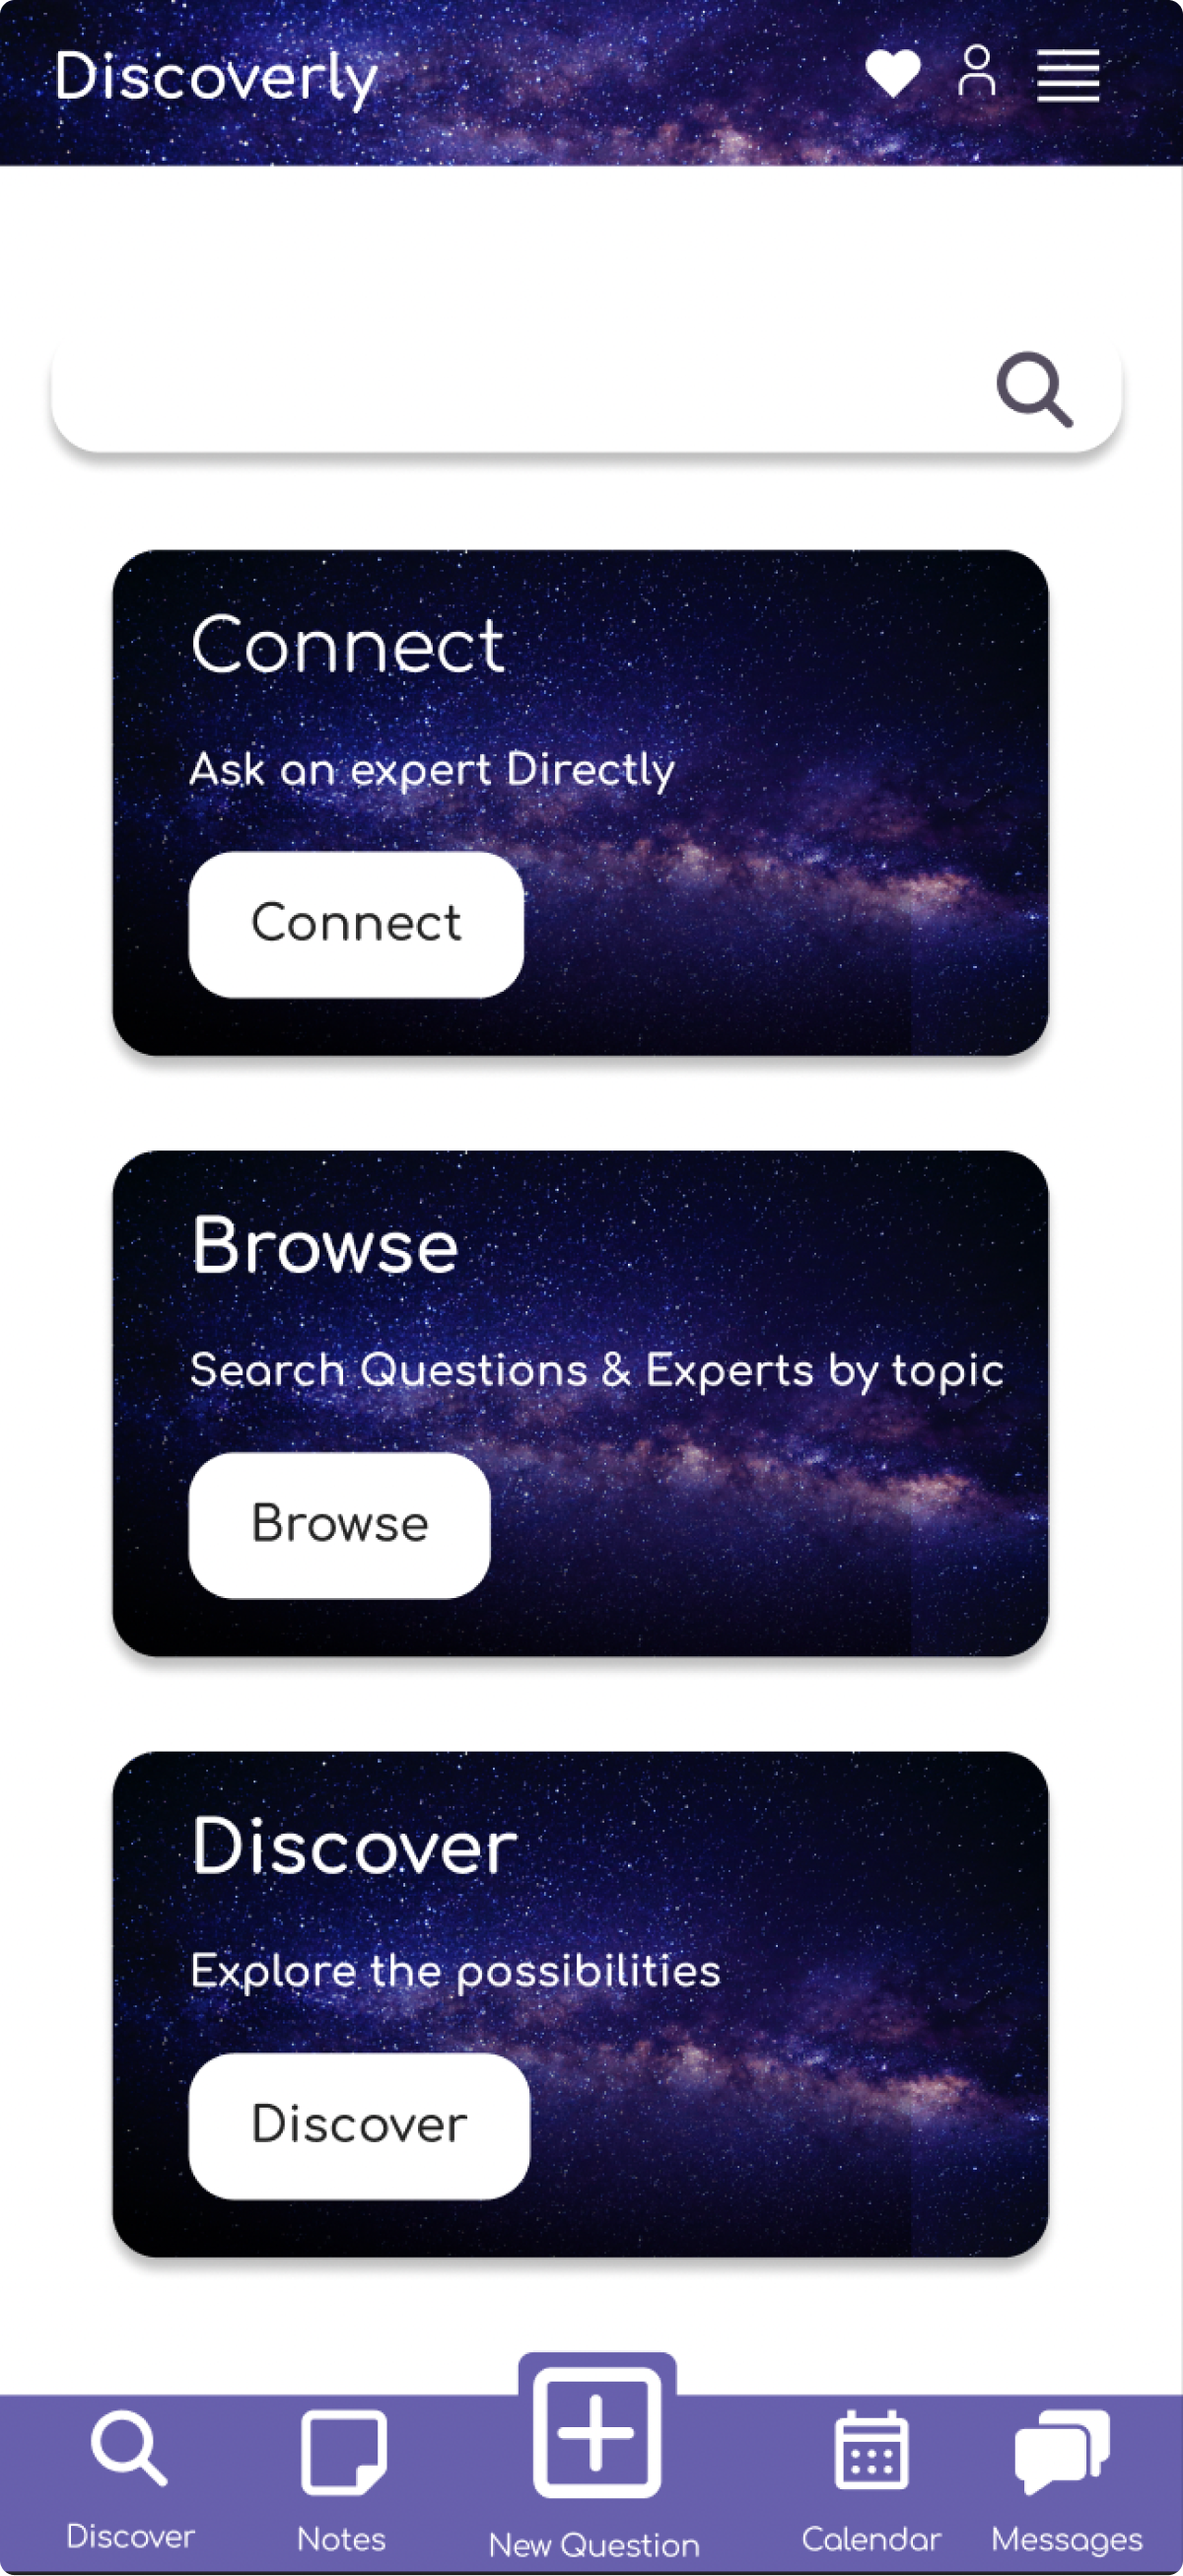 Discoverly
Connect
Ask an expert Directly
Connect
Browse
Search Questions & Experts by topic
Browse
Discover
Explore the possibilities
Discover
Discover
Notes
New Question
Calendar
Messages